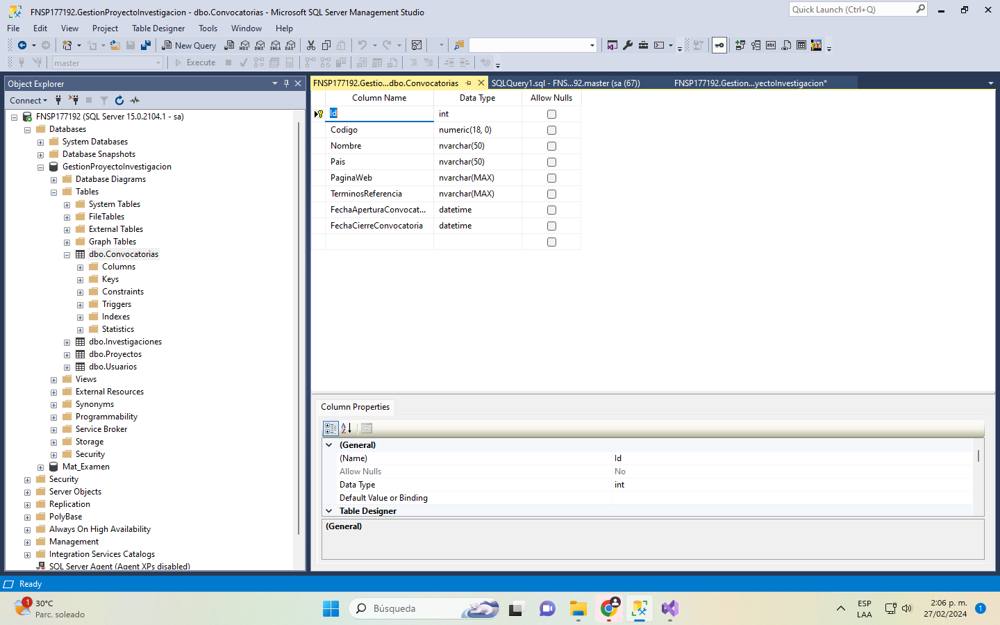 FNSP177192.GestionProyectoInvestigacion - dbo.Convocatorias - Microsoft SQL Server Management Studio
Quick Launch (Ctrl+Q)
File Edit View Project Table Designer Tools Window Help
New Query
MDX DMX XMLA DAX
master
Execute
Object Explorer
Connect
FNSP177192 (SQL Server 15.0.2104.1 - sa)
Databases
System Databases
Database Snapshots
GestionProyectoInvestigacion
Database Diagrams
Tables
System Tables
FileTables
External Tables
Graph Tables
dbo.Convocatorias
Columns
Keys
Constraints
Triggers
Indexes
Statistics
dbo.Investigaciones
dbo.Proyectos
dbo.Usuarios
Views
External Resources
Synonyms
Programmability
Service Broker
Storage
Security
Mat_Examen
Security
Server Objects
Replication
PolyBase
Always On High Availability
Management
Integration Services Catalogs
SQL Server Agent (Agent XPs disabled)
FNSP177192.Gestio...dbo.Convocatorias
SQLQuery1.sql - FNS...92.master (sa (67))
FNSP177192.Gestion...yectoInvestigacion*
Column Name Data Type Allow Nulls
Id int
Codigo numeric(18, 0)
Nombre nvarchar(50)
Pais nvarchar(50)
PaginaWeb nvarchar(MAX)
TerminosReferencia nvarchar(MAX)
FechaAperturaConvocat... datetime
FechaCierreConvocatoria datetime
Column Properties
(General)
(Name) Id
Allow Nulls No
Data Type int
Default Value or Binding
Table Designer
(General)
Ready
1
30°C
Parc. soleado
Búsqueda
ESP
LAA
2:06 p. m.
27/02/2024
1